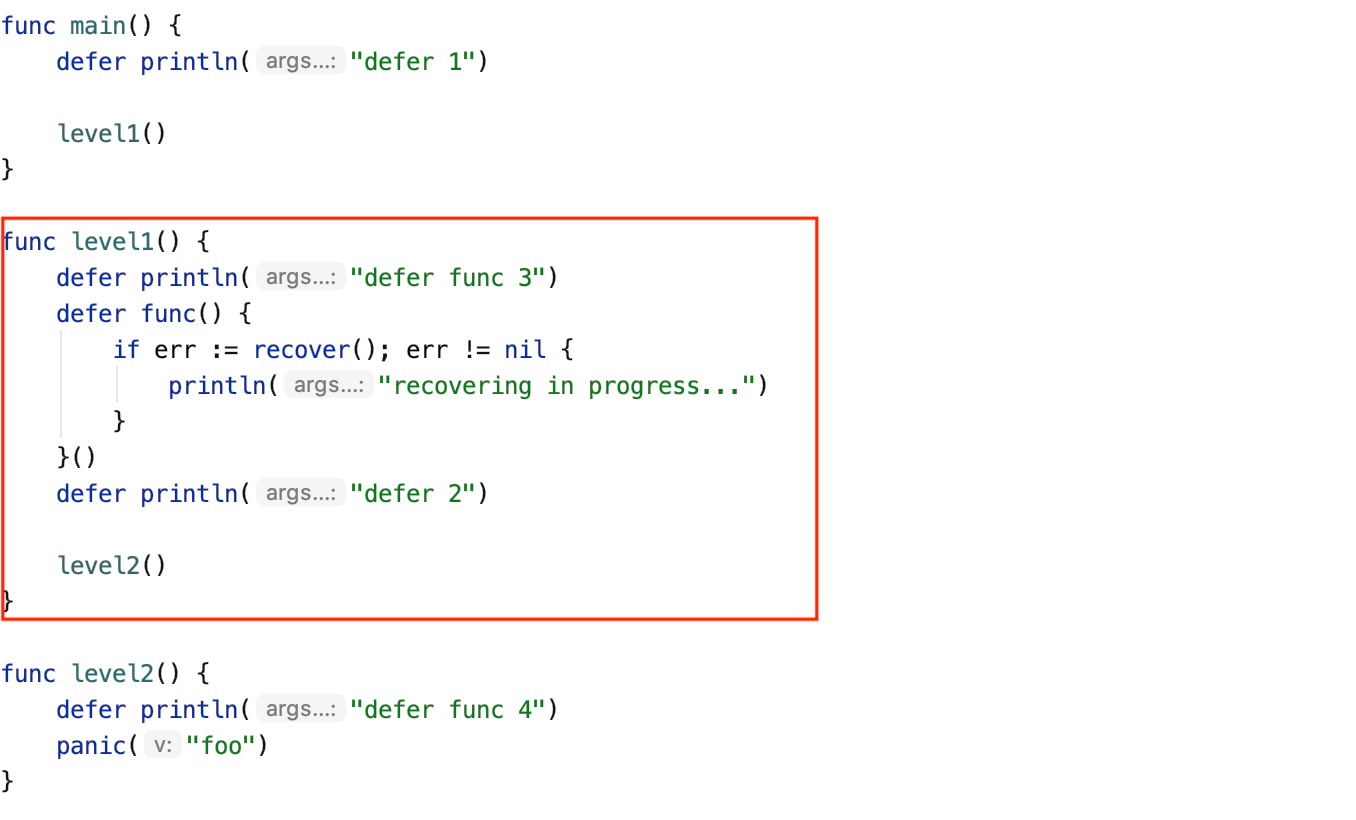 func main() {
    defer println( args...: "defer 1")
    level1()
}
func level1() {
    defer println( args...: "defer func 3")
    defer func() {
        if err := recover(); err != nil {
            println( args...: "recovering in progress...")
        }
    }()
    defer println( args...: "defer 2")
    level2()
}
func level2() {
    defer println( args...: "defer func 4")
    panic( v: "foo")
}